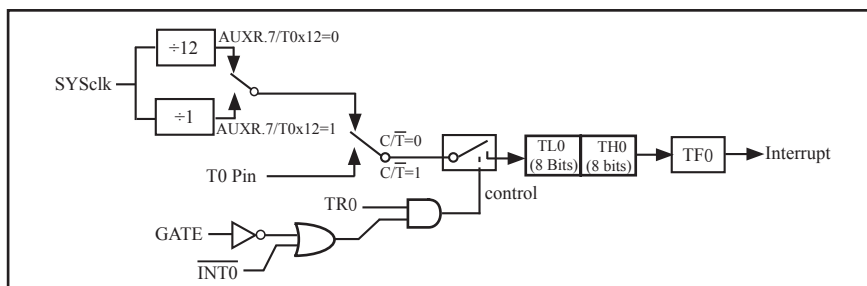 ÷12
AUXR.7/T0x12=0
SYSclk
÷1
AUXR.7/T0x12=1
C/T̅=0
C/T̅=1
T0 Pin
TL0
(8 Bits)
TH0
(8 bits)
TF0
Interrupt
control
TR0
GATE
I̅N̅T̅0̅